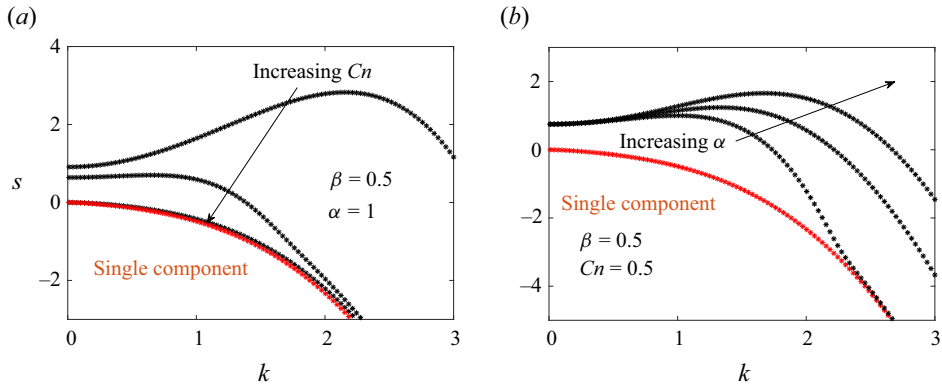 (a)
4
2
0
−2
s
0
1
2
3
k
Increasing Cn
β = 0.5
α = 1
Single component
(b)
2
0
−2
−4
0
1
2
3
k
Increasing α
Single component
β = 0.5
Cn = 0.5